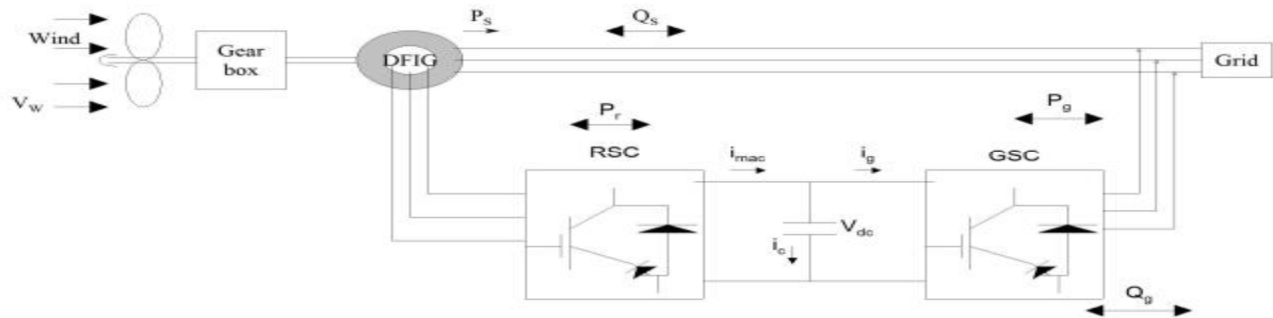 P_S
Q_S
Wind
Gear
box
DFIG
Grid
V_W
P_r
P_g
RSC
i_mac
i_g
GSC
V_dc
i_c
Q_g